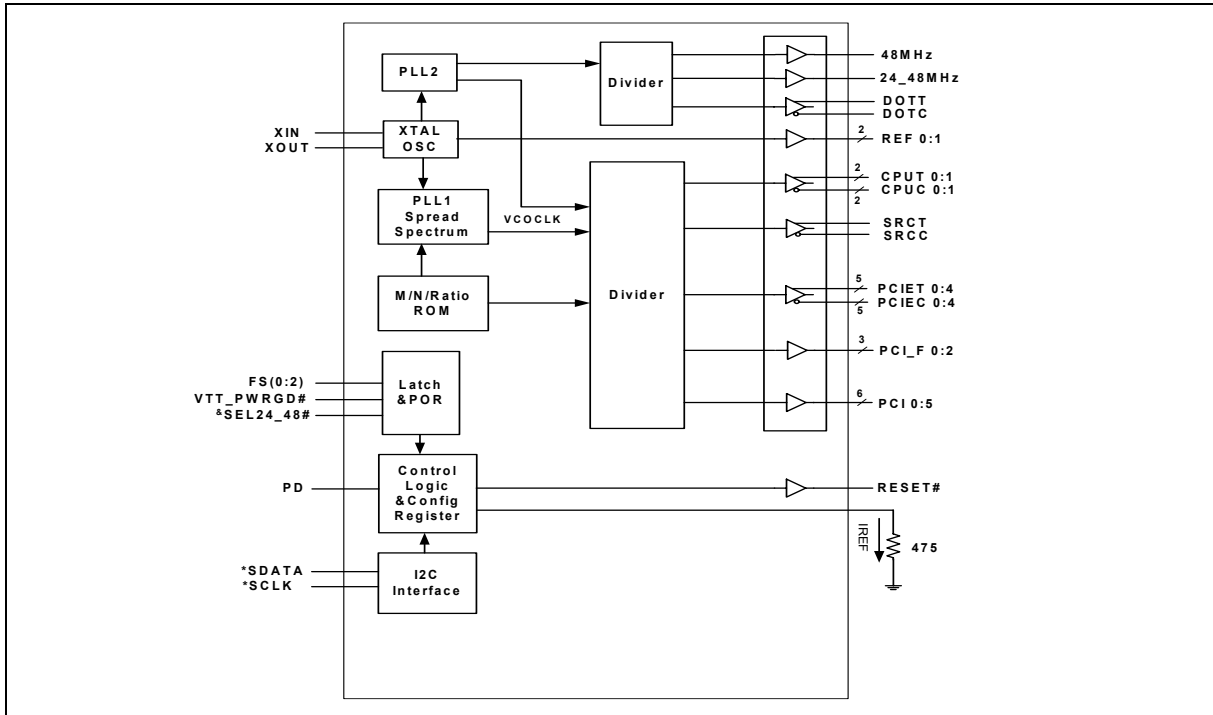 48MHz
24_48MHz
DOTT
DOTC
2
REF 0:1
2
CPUT 0:1
CPUC 0:1
2
SRCT
SRCC
5
PCIET 0:4
PCIEC 0:4
5
3
PCI_F 0:2
6
PCI 0:5
RESET#
IREF
475
PLL2
Divider
XIN
XOUT
XTAL
OSC
PLL1
Spread
Spectrum
VCOCLK
M/N/Ratio
ROM
Divider
FS(0:2)
VTT_PWRGD#
&SEL24_48#
Latch
&POR
PD
Control
Logic
&Config
Register
*SDATA
*SCLK
I2C
Interface